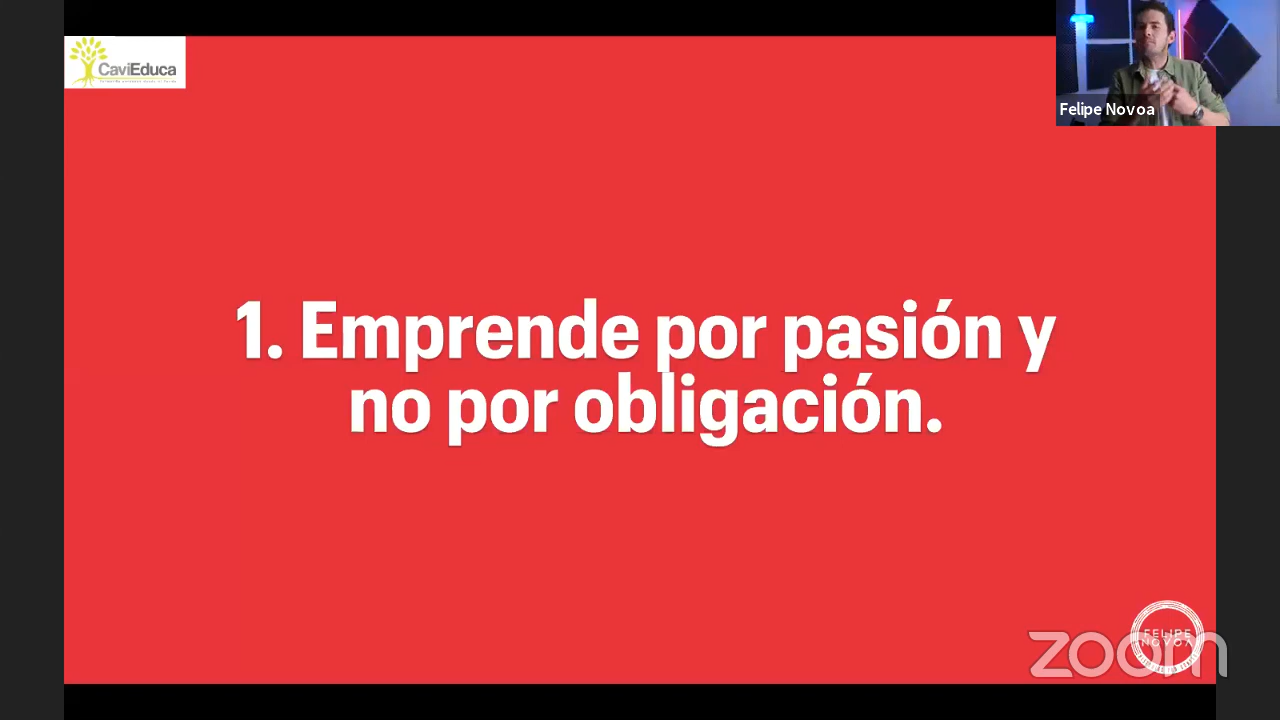 CaviEduca
Felipe Novoa
1. Emprende por pasión y
no por obligación.
FELIPE
NOVOA
zoom